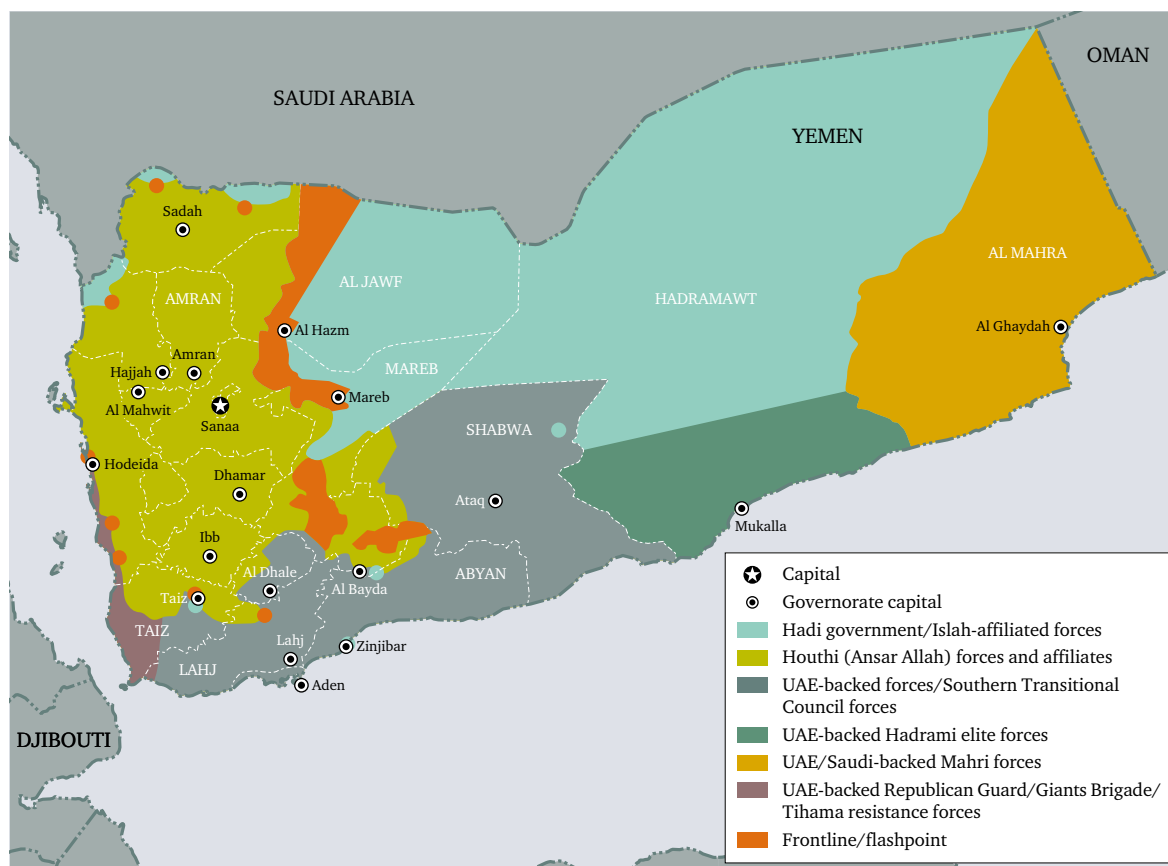 OMAN
SAUDI ARABIA
YEMEN
Sadah
AL MAHRA
AL JAWF
AMRAN
HADRAMAWT
Al Hazm
Al Ghaydah
Amran
Hajjah
MAREB
Mareb
Al Mahwit
Sanaa
SHABWA
Hodeida
Dhamar
Ataq
Mukalla
Ibb
Al Dhale
ABYAN
Al Bayda
Taiz
TAIZ
Lahj
Zinjibar
LAHJ
Aden
DJIBOUTI
Capital
Governorate capital
Hadi government/Islah-affiliated forces
Houthi (Ansar Allah) forces and affiliates
UAE-backed forces/Southern Transitional
Council forces
UAE-backed Hadrami elite forces
UAE/Saudi-backed Mahri forces
UAE-backed Republican Guard/Giants Brigade/
Tihama resistance forces
Frontline/flashpoint